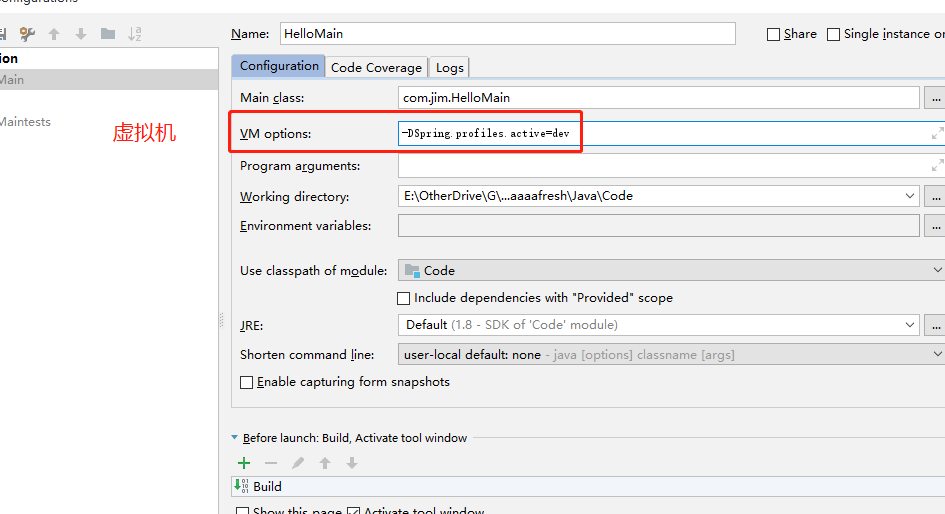 Name: HelloMain Share Single instance on
Configuration Code Coverage Logs
ion
Main
Main class: com.jim.HelloMain ...
Maintests
虚拟机
VM options: -DSpring.profiles.active=dev
Program arguments:
Working directory: E:\OtherDrive\G\...aaaafresh\Java\Code ...
Environment variables: ...
Use classpath of module: Code
Include dependencies with "Provided" scope
JRE: Default (1.8 - SDK of 'Code' module) ...
Shorten command line: user-local default: none - java [options] classname [args]
Enable capturing form snapshots
Before launch: Build, Activate tool window
Build
Show this page Activate tool window